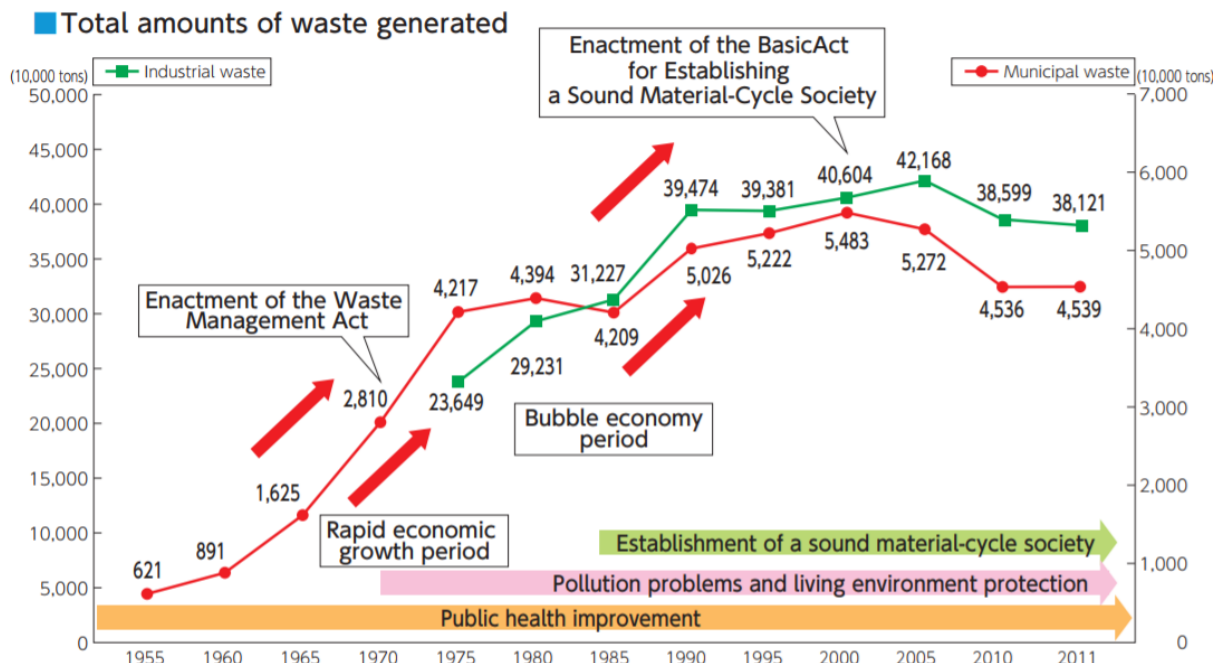 Total amounts of waste generated
(10,000 tons)
Industrial waste
Enactment of the BasicAct
for Establishing
a Sound Material-Cycle Society
Municipal waste
(10,000 tons)
50,000
45,000
40,000
35,000
30,000
25,000
20,000
15,000
10,000
5,000
0
7,000
6,000
5,000
4,000
3,000
2,000
1,000
0
39,474
39,381
40,604
42,168
38,599
38,121
31,227
29,231
23,649
621
891
1,625
2,810
4,217
4,394
4,209
5,026
5,222
5,483
5,272
4,536
4,539
Enactment of the Waste
Management Act
Bubble economy
period
Rapid economic
growth period
Establishment of a sound material-cycle society
Pollution problems and living environment protection
Public health improvement
1955 1960 1965 1970 1975 1980 1985 1990 1995 2000 2005 2010 2011